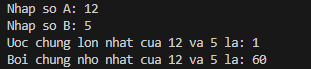 Nhap so A: 12
Nhap so B: 5
Uoc chung lon nhat cua 12 va 5 la: 1
Boi chung nho nhat cua 12 va 5 la: 60